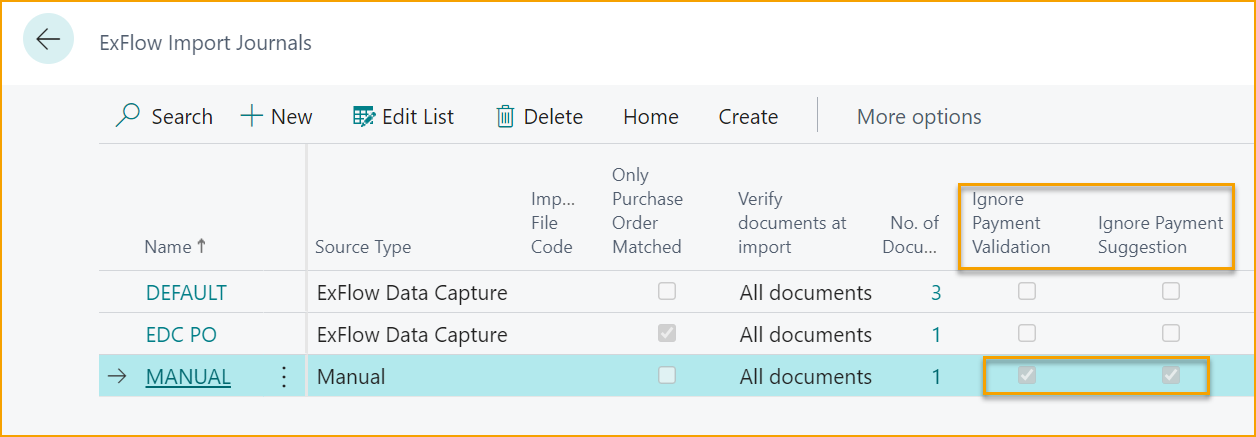 ExFlow Import Journals
Search New Edit List Delete Home Create More options
Name
Source Type
Imp...
File
Code
Only
Purchase
Order
Matched
Verify
documents at
import
No. of
Docu...
Ignore
Payment
Validation
Ignore Payment
Suggestion
DEFAULT ExFlow Data Capture All documents 3
EDC PO ExFlow Data Capture All documents 1
MANUAL Manual All documents 1